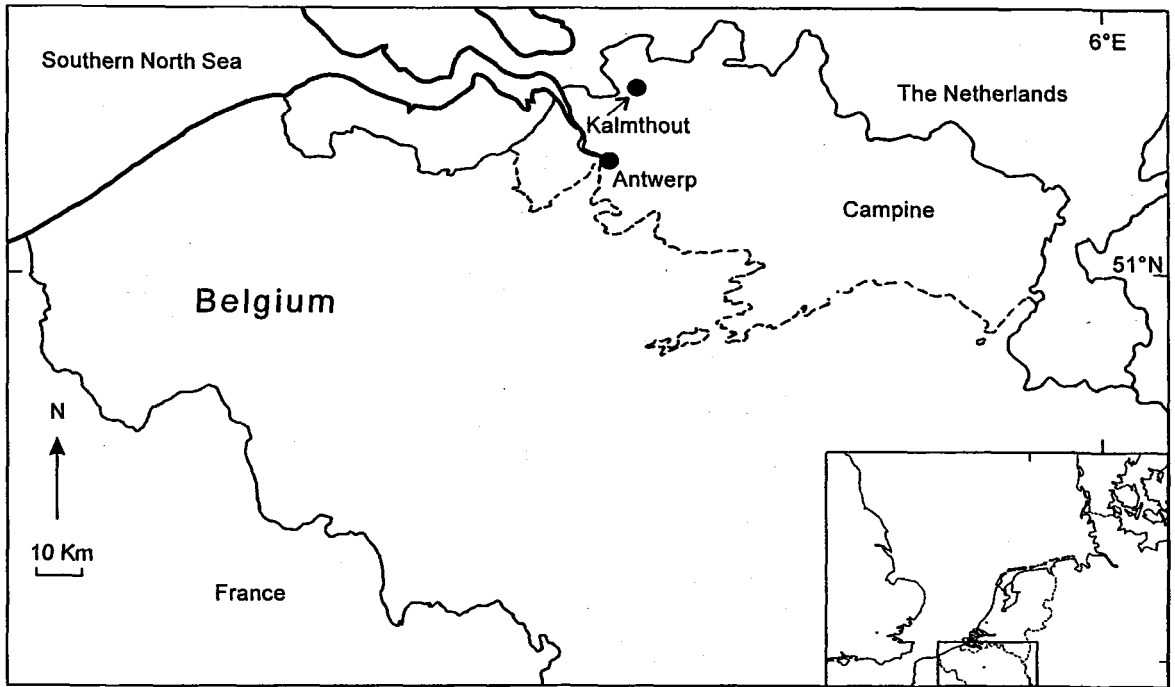 6°E
Southern North Sea
The Netherlands
Kalmthout
Antwerp
Campine
51°N
Belgium
N
10 Km
France